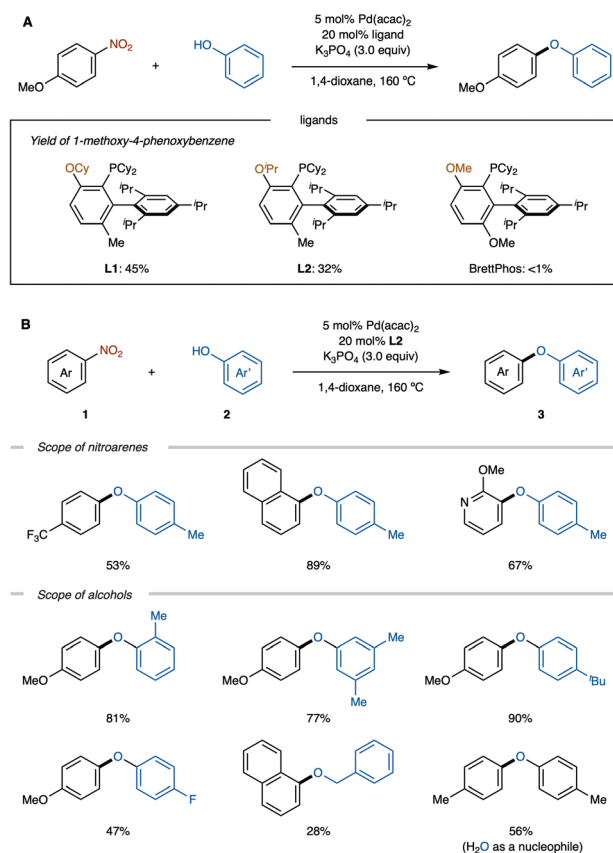 A
NO₂
MeO
+
HO
5 mol% Pd(acac)₂
20 mol% ligand
K₃PO₄ (3.0 equiv)
1,4-dioxane, 160 ºC
O
MeO
ligands
Yield of 1-methoxy-4-phenoxybenzene
OCy PCy₂ ⁱPr ⁱPr ⁱPr Me
OⁱPr PCy₂ ⁱPr ⁱPr ⁱPr Me
OMe PCy₂ ⁱPr ⁱPr ⁱPr OMe
L1: 45% L2: 32% BrettPhos: <1%
B
Ar NO₂
+
HO Ar'
5 mol% Pd(acac)₂
20 mol% L2
K₃PO₄ (3.0 equiv)
1,4-dioxane, 160 ºC
Ar O Ar'
1 2 3
Scope of nitroarenes
F₃C O Me
O Me
OMe N O Me
53% 89% 67%
Scope of alcohols
MeO O Me
MeO O Me Me
MeO O ᵗBu
81% 77% 90%
MeO O F
O
Me O Me
47% 28% 56%
(H₂O as a nucleophile)